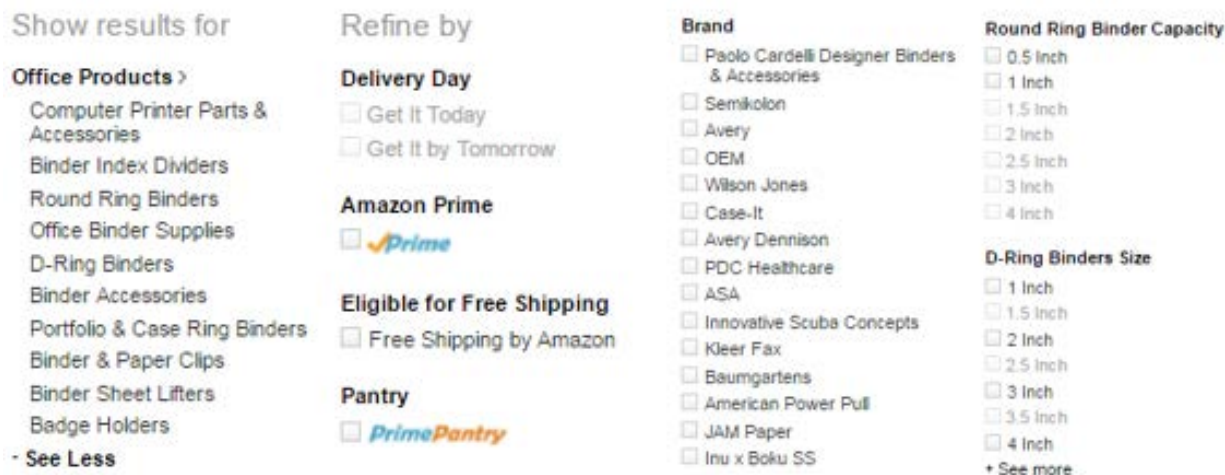 Show results for
Office Products >
Computer Printer Parts &
Accessories
Binder Index Dividers
Round Ring Binders
Office Binder Supplies
D-Ring Binders
Binder Accessories
Portfolio & Case Ring Binders
Binder & Paper Clips
Binder Sheet Lifters
Badge Holders
- See Less
Refine by
Delivery Day
Get It Today
Get It by Tomorrow
Amazon Prime
Prime
Eligible for Free Shipping
Free Shipping by Amazon
Pantry
PrimePantry
Brand
Paolo Cardelli Designer Binders
& Accessories
Semikolon
Avery
OEM
Wilson Jones
Case-It
Avery Dennison
PDC Healthcare
ASA
Innovative Scuba Concepts
Kleer Fax
Baumgartens
American Power Pull
JAM Paper
Inu x Boku SS
Round Ring Binder Capacity
0.5 Inch
1 Inch
1.5 Inch
2 Inch
2.5 Inch
3 Inch
4 Inch
D-Ring Binders Size
1 Inch
1.5 Inch
2 Inch
2.5 Inch
3 Inch
3.5 Inch
4 Inch
+ See more